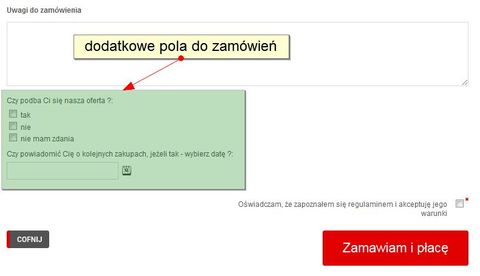 Uwagi do zamówienia
dodatkowe pola do zamówień
Czy podba Ci się nasza oferta ?:
tak
nie
nie mam zdania
Czy powiadomić Cię o kolejnych zakupach, jeżeli tak - wybierz datę ?:
Oświadczam, że zapoznałem się regulaminem i akceptuję jego
warunki
*
COFNIJ
Zamawiam i płacę